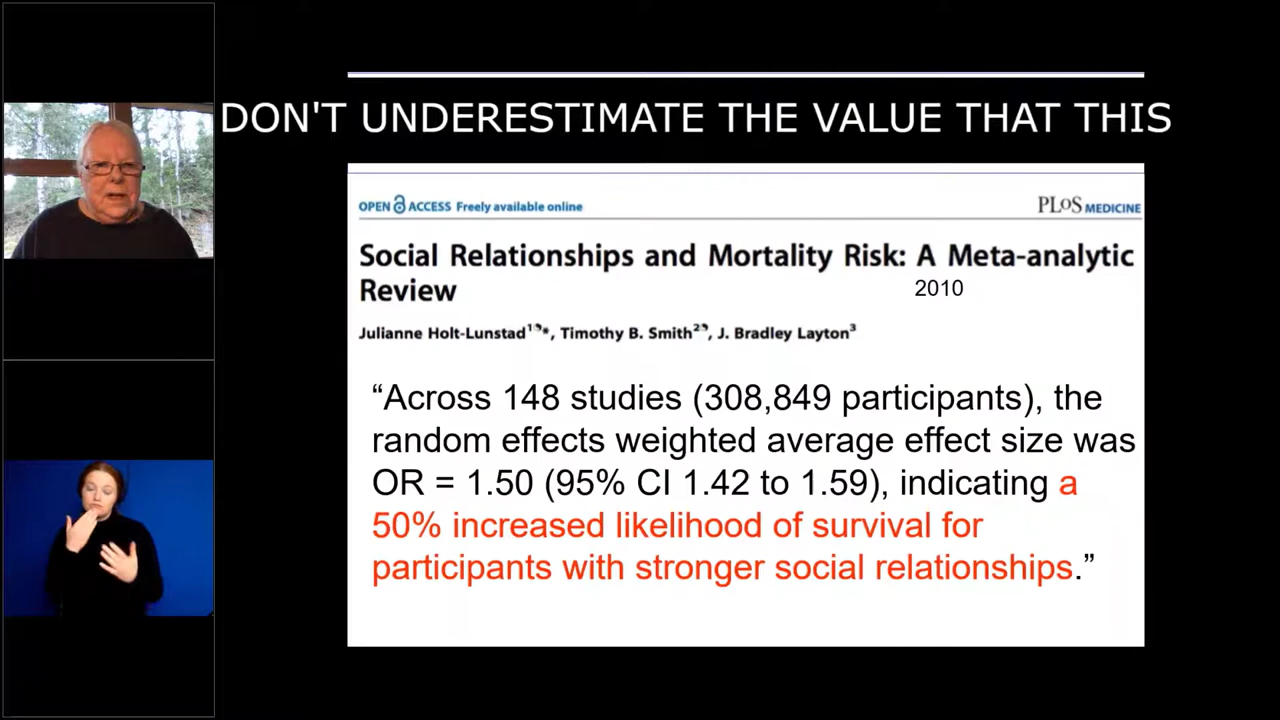 DON'T UNDERESTIMATE THE VALUE THAT THIS
OPEN ACCESS Freely available online
PLoS MEDICINE
Social Relationships and Mortality Risk: A Meta-analytic
Review
2010
Julianne Holt-Lunstad¹⁹*, Timothy B. Smith²⁹, J. Bradley Layton³
“Across 148 studies (308,849 participants), the
random effects weighted average effect size was
OR = 1.50 (95% CI 1.42 to 1.59), indicating a
50% increased likelihood of survival for
participants with stronger social relationships.”